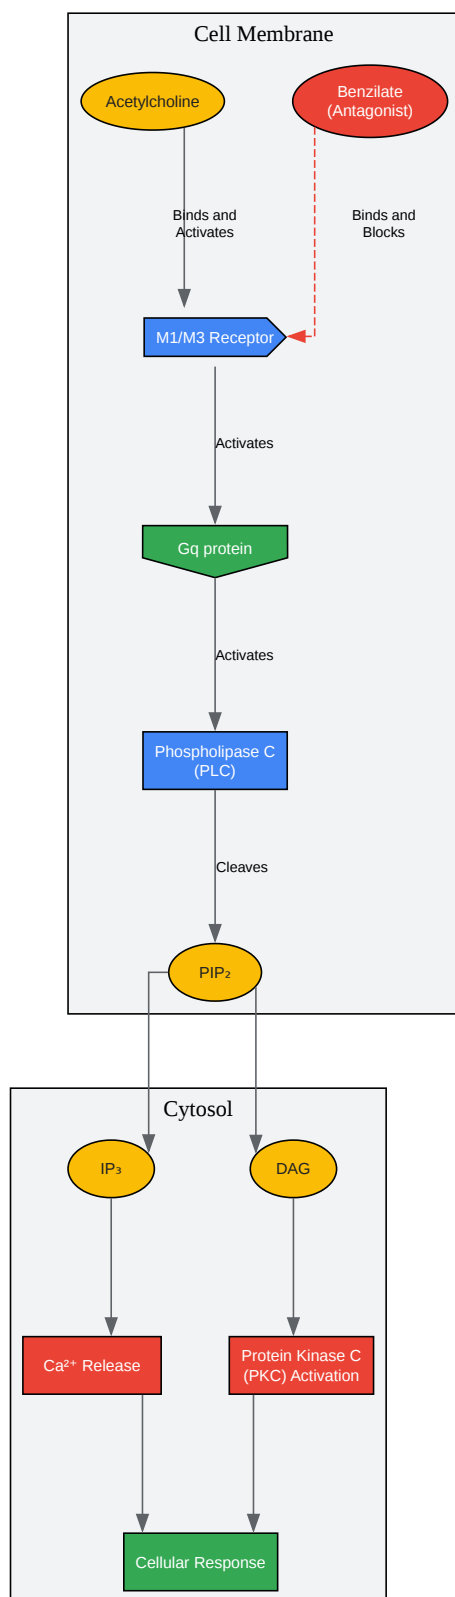 Cell Membrane
Acetylcholine
Benzilate
(Antagonist)
Binds and
Activates
Binds and
Blocks
M1/M3 Receptor
Activates
Gq protein
Activates
Phospholipase C
(PLC)
Cleaves
PIP₂
Cytosol
IP₃
DAG
Ca²⁺ Release
Protein Kinase C
(PKC) Activation
Cellular Response